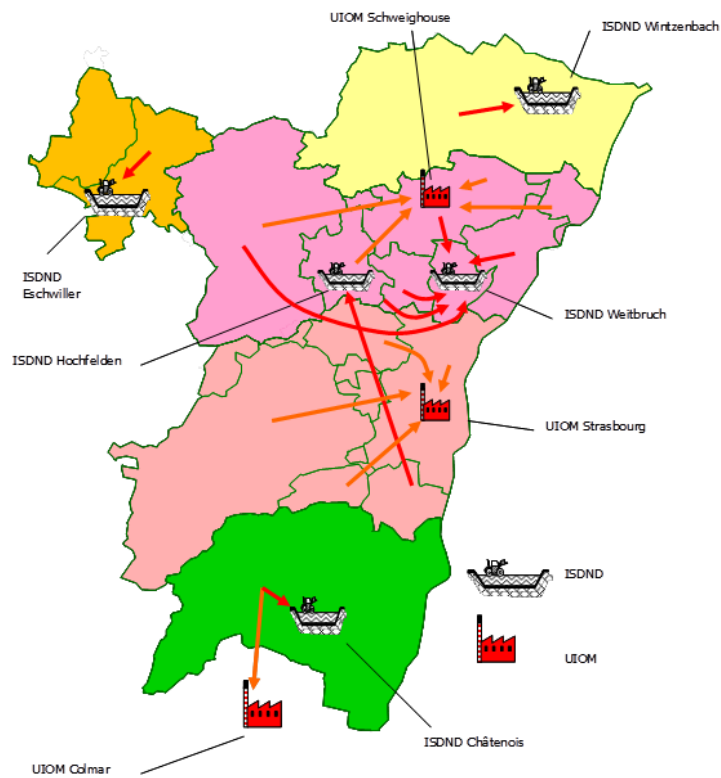 UIOM Schweighouse
ISDND Wintzenbach
ISDND
Eschwiller
ISDND Weitbruch
ISDND Hochfelden
UIOM Strasbourg
ISDND
UIOM
ISDND Châtenois
UIOM Colmar